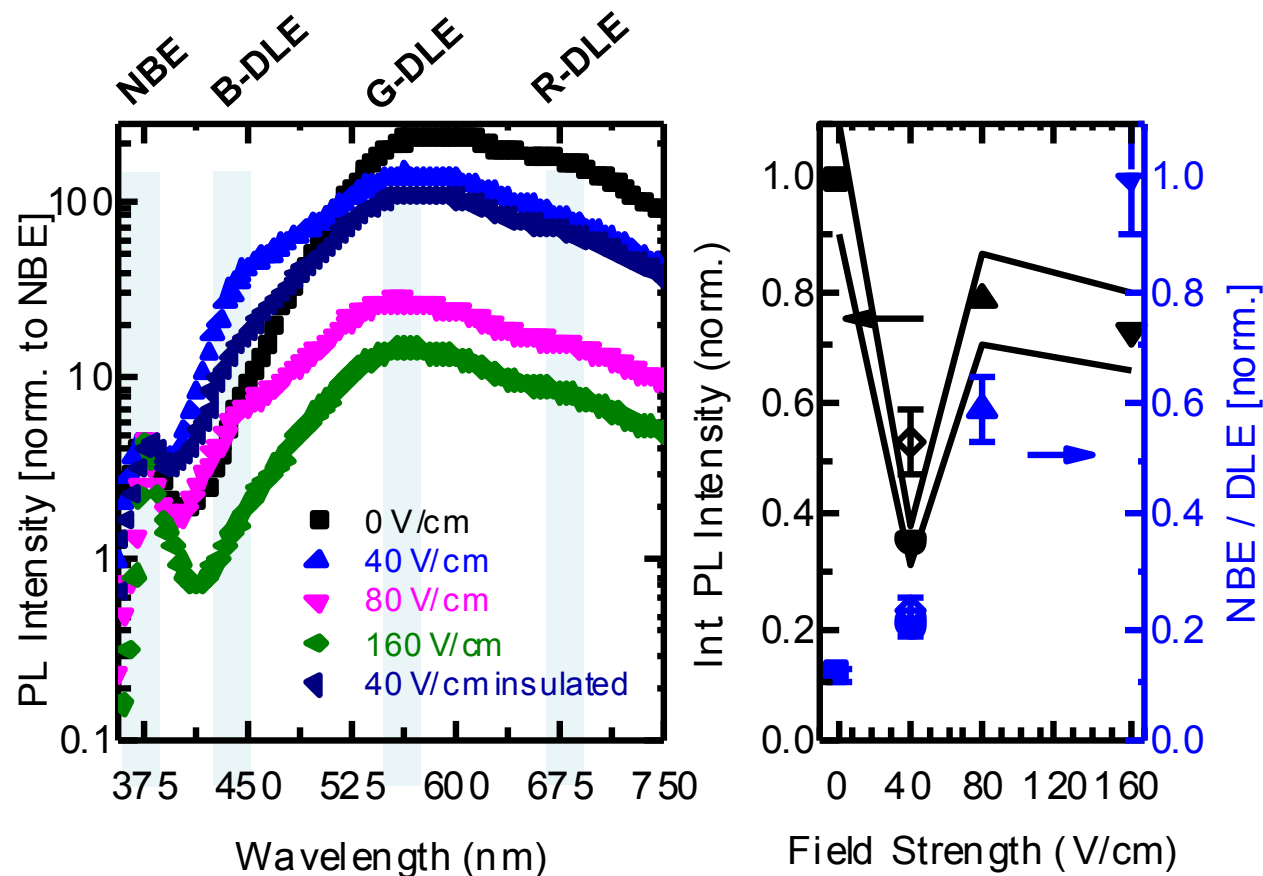 NBE B-DLE G-DLE R-DLE
PL Intensity [norm. to NBE]
100
10
1
0.1
0 V/cm
40 V/cm
80 V/cm
160 V/cm
40 V/cm insulated
375 450 525 600 675 750
Wavelength (nm)
Int PL Intensity (norm.)
1.0
0.8
0.6
0.4
0.2
0.0
0 40 80 120 160
Field Strength (V/cm)
1.0
0.8
0.6
0.4
0.2
0.0
NBE / DLE [norm.]